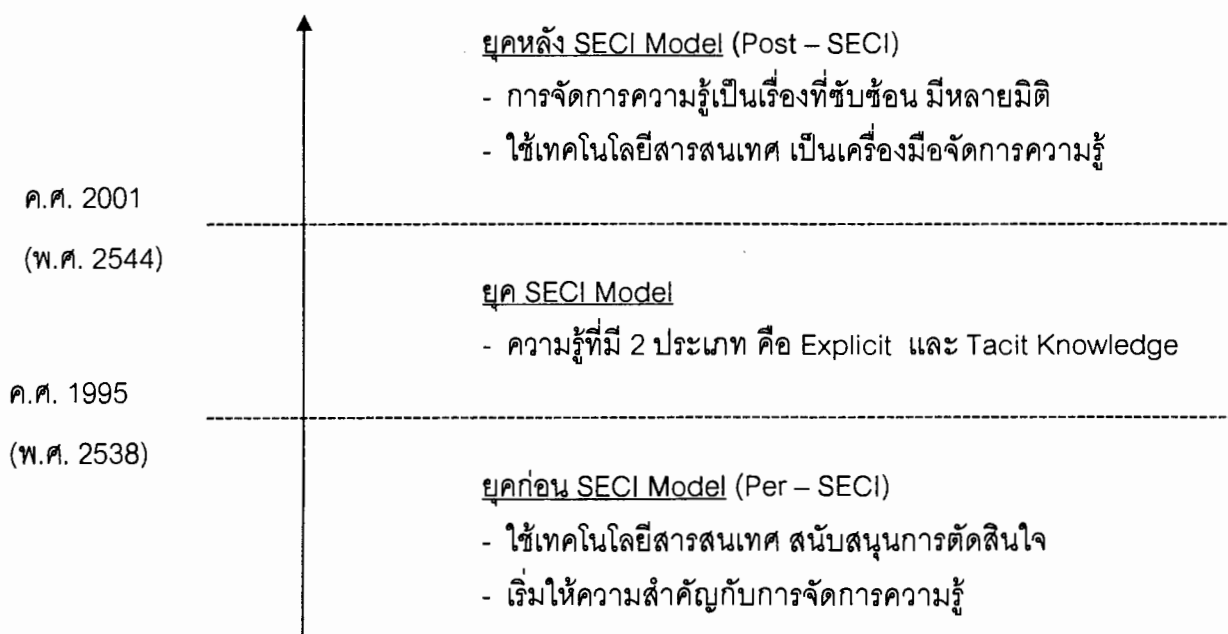 ยุคหลัง SECI Model (Post – SECI)
- การจัดการความรู้เป็นเรื่องที่ซับซ้อน มีหลายมิติ
- ใช้เทคโนโลยีสารสนเทศ เป็นเครื่องมือจัดการความรู้
ค.ศ. 2001
(พ.ศ. 2544)
ยุค SECI Model
- ความรู้ที่มี 2 ประเภท คือ Explicit และ Tacit Knowledge
ค.ศ. 1995
(พ.ศ. 2538)
ยุคก่อน SECI Model (Per – SECI)
- ใช้เทคโนโลยีสารสนเทศ สนับสนุนการตัดสินใจ
- เริ่มให้ความสำคัญกับการจัดการความรู้